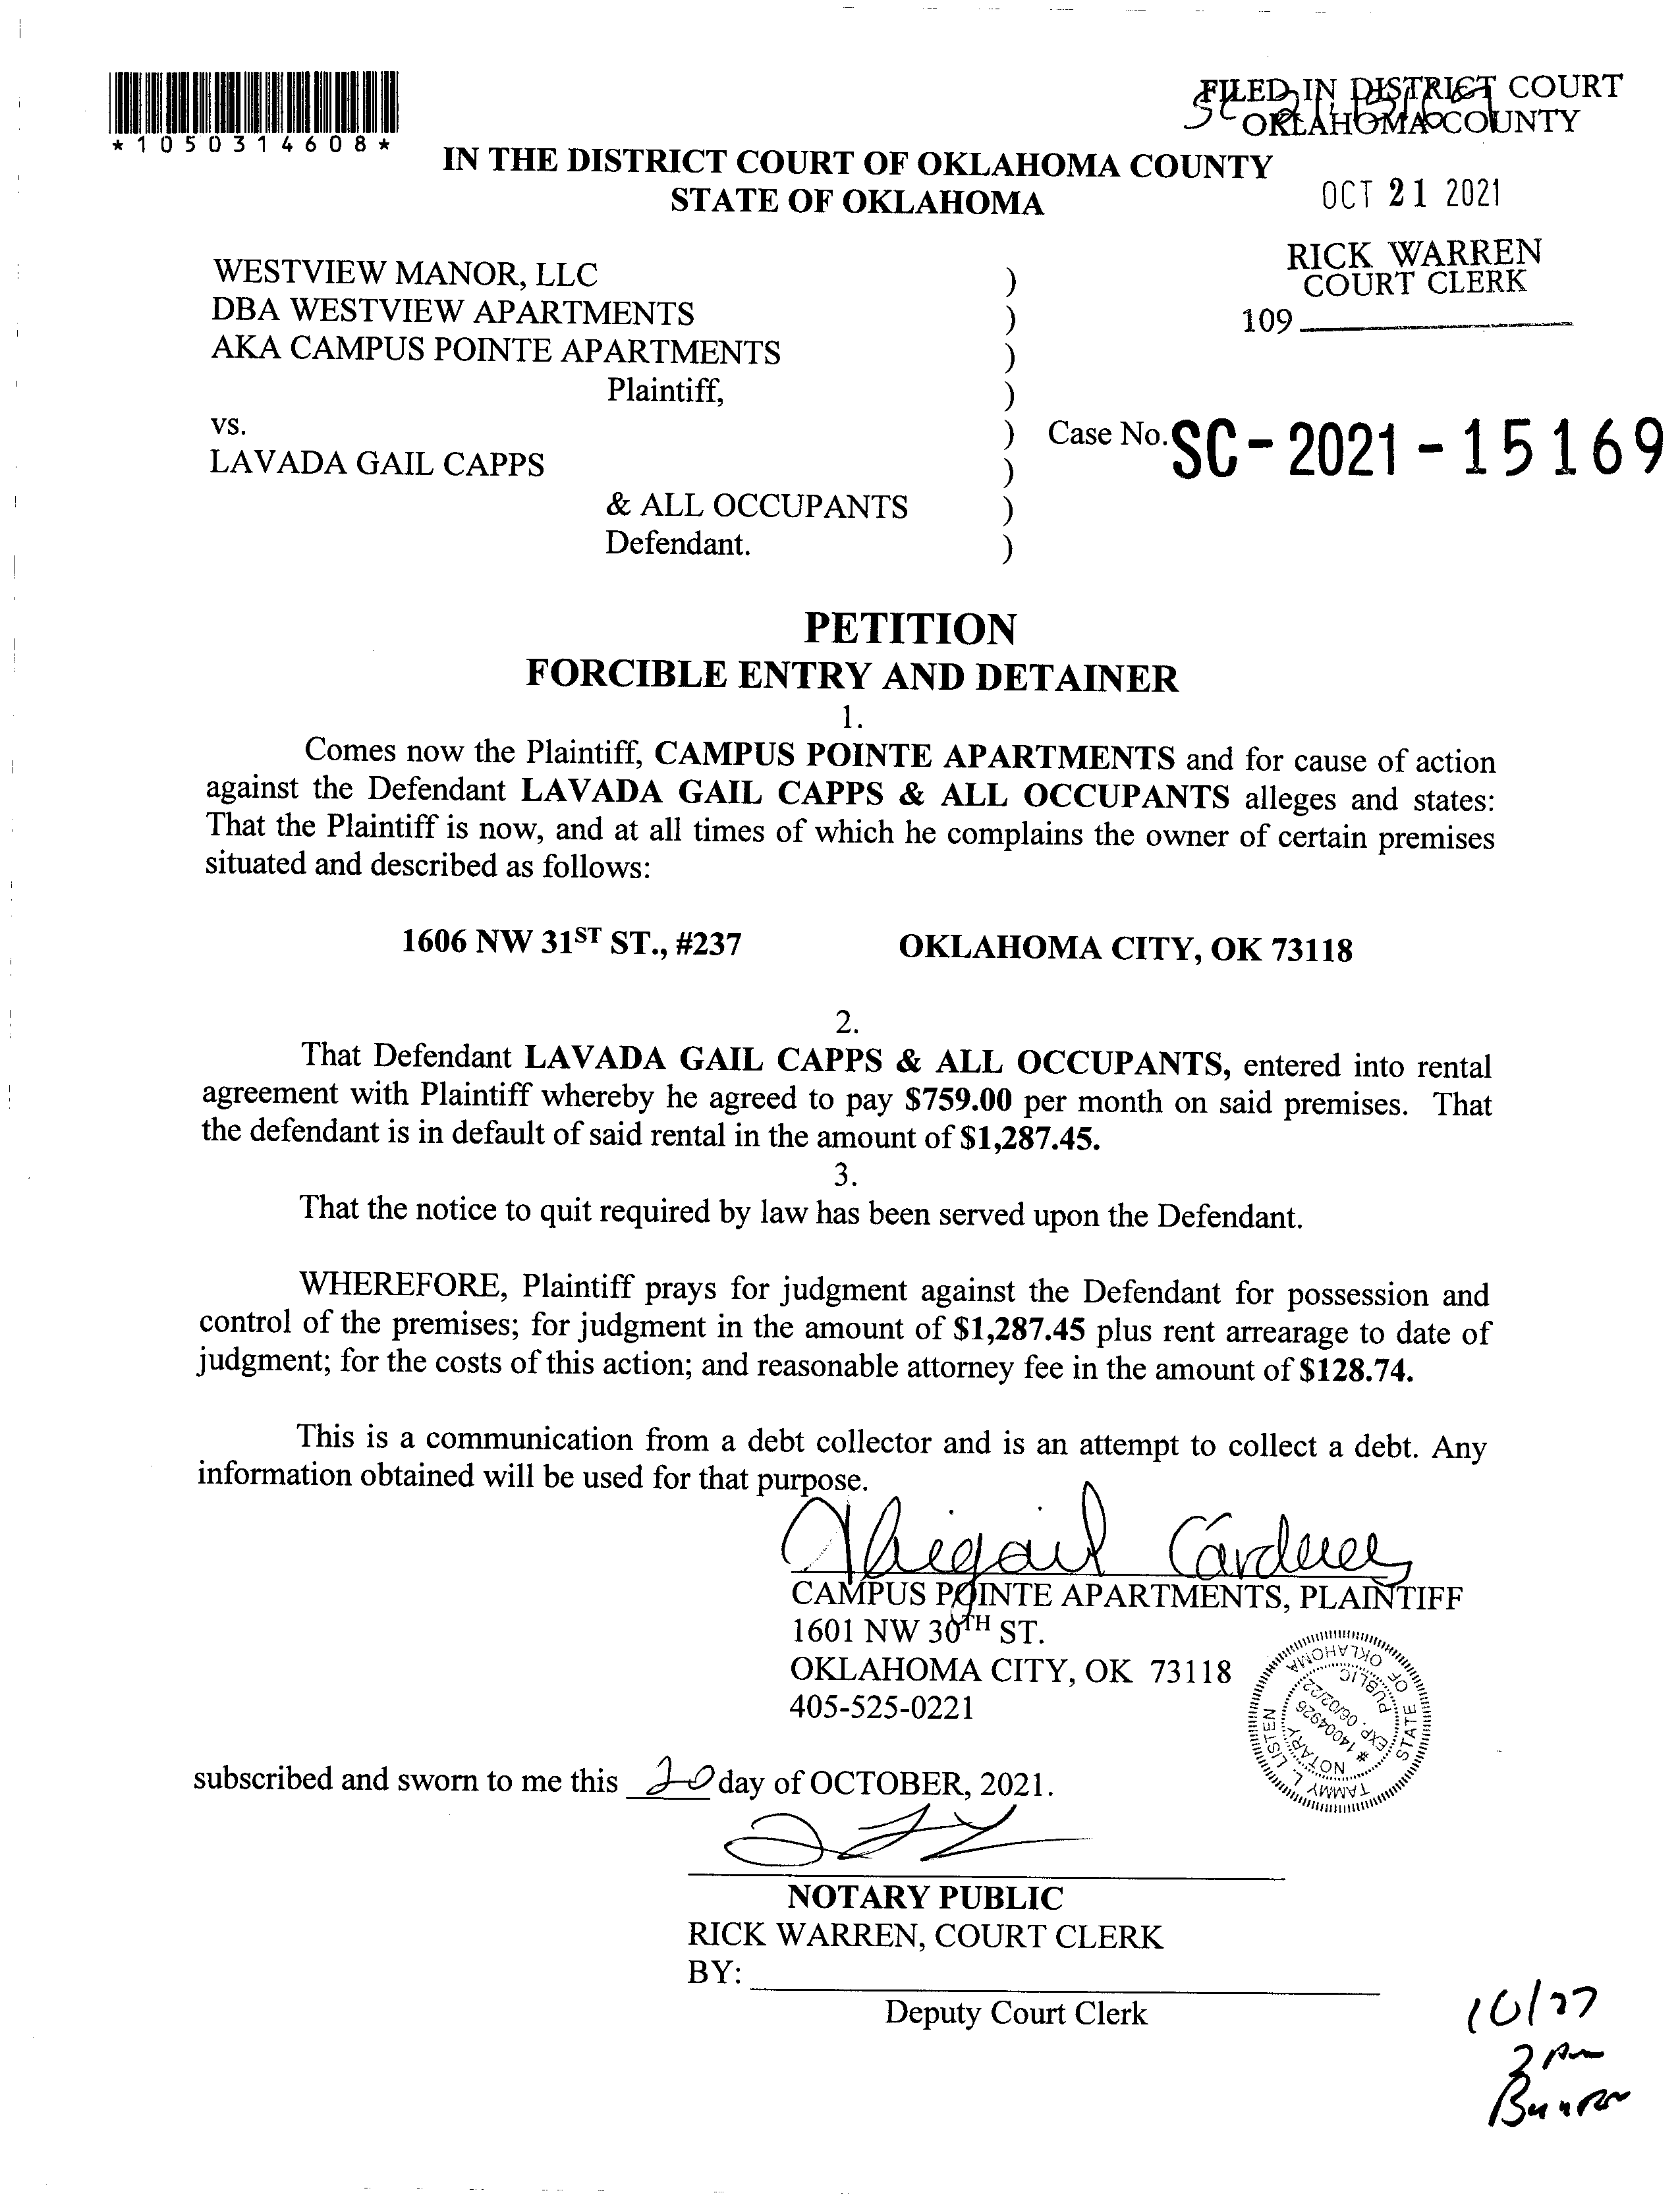 *1050314608*
FILED IN DISTRICT COURT
OKLAHOMA COUNTY
SC 21 15169
IN THE DISTRICT COURT OF OKLAHOMA COUNTY
STATE OF OKLAHOMA
OCT 21 2021
RICK WARREN
COURT CLERK
109
WESTVIEW MANOR, LLC )
DBA WESTVIEW APARTMENTS )
AKA CAMPUS POINTE APARTMENTS )
Plaintiff, )
vs. ) Case No. SC-2021-15169
LAVADA GAIL CAPPS )
& ALL OCCUPANTS )
Defendant. )
PETITION
FORCIBLE ENTRY AND DETAINER
1.
Comes now the Plaintiff, CAMPUS POINTE APARTMENTS and for cause of action
against the Defendant LAVADA GAIL CAPPS & ALL OCCUPANTS alleges and states:
That the Plaintiff is now, and at all times of which he complains the owner of certain premises
situated and described as follows:
1606 NW 31ST ST., #237 OKLAHOMA CITY, OK 73118
2.
That Defendant LAVADA GAIL CAPPS & ALL OCCUPANTS, entered into rental
agreement with Plaintiff whereby he agreed to pay $759.00 per month on said premises. That
the defendant is in default of said rental in the amount of $1,287.45.
3.
That the notice to quit required by law has been served upon the Defendant.
WHEREFORE, Plaintiff prays for judgment against the Defendant for possession and
control of the premises; for judgment in the amount of $1,287.45 plus rent arrearage to date of
judgment; for the costs of this action; and reasonable attorney fee in the amount of $128.74.
This is a communication from a debt collector and is an attempt to collect a debt. Any
information obtained will be used for that purpose.
Abigail
CAMPUS POINTE APARTMENTS, PLAINTIFF
1601 NW 30TH ST.
OKLAHOMA CITY, OK 73118
405-525-0221
TAMMY L. LISTEN
STATE OF OKLAHOMA
NOTARY PUBLIC
# 14004926
EXP. 06/02/22
subscribed and sworn to me this 20 day of OCTOBER, 2021.
NOTARY PUBLIC
RICK WARREN, COURT CLERK
BY:
Deputy Court Clerk
10/27
2 PM